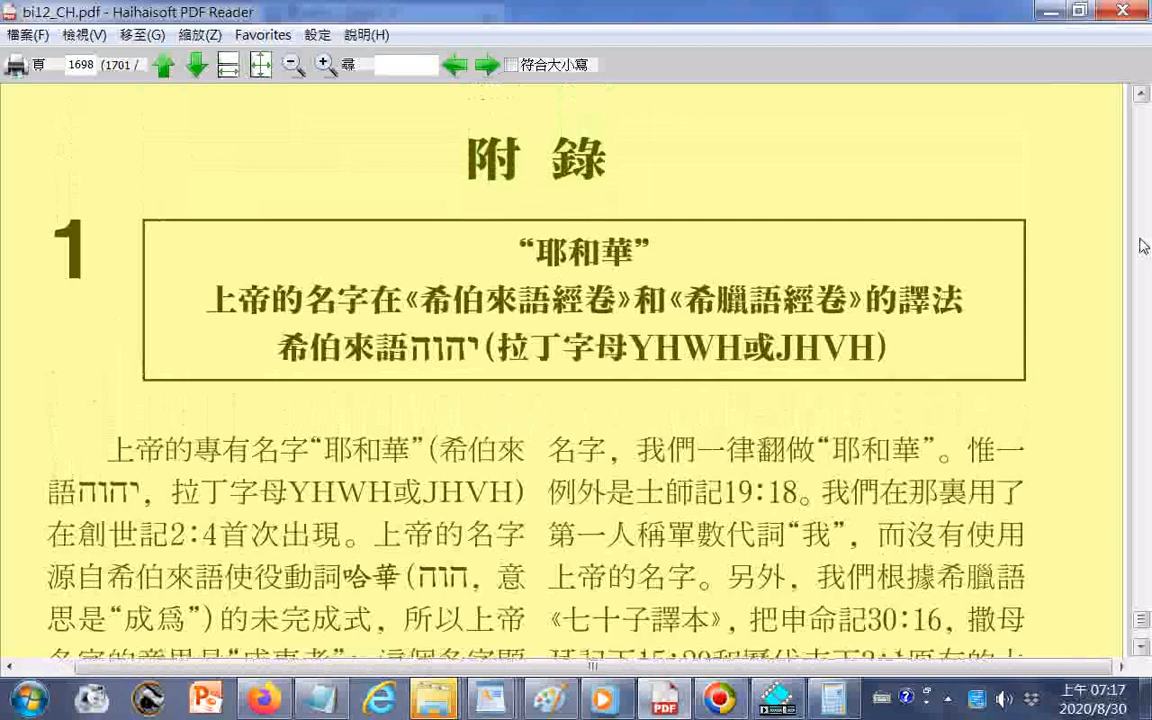 bi12_CH.pdf - Haihaisoft PDF Reader
檔案(F) 檢視(V) 移至(G) 縮放(Z) Favorites 設定 說明(H)
頁 1698 (1701 / 尋 符合大小寫
附 錄
1
“耶和華”
上帝的名字在《希伯來語經卷》和《希臘語經卷》的譯法
希伯來語יהוה(拉丁字母YHWH或JHVH)
上帝的專有名字“耶和華”(希伯來
語יהוה，拉丁字母YHWH或JHVH)
在創世記2:4首次出現。上帝的名字
源自希伯來語使役動詞哈華(הוה，意
思是“成爲”)的未完成式，所以上帝
名字，我們一律翻做“耶和華”。惟一
例外是士師記19:18。我們在那裏用了
第一人稱單數代詞“我”，而沒有使用
上帝的名字。另外，我們根據希臘語
《七十子譯本》，把申命記30:16，撒母
PDF
上午 07:17
2020/8/30